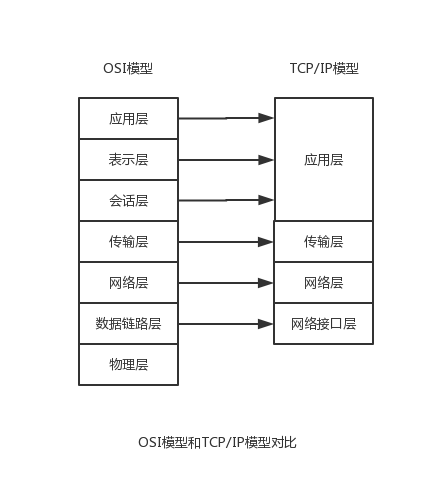 OSI模型
TCP/IP模型
应用层
表示层
会话层
传输层
网络层
数据链路层
物理层
应用层
传输层
网络层
网络接口层
OSI模型和TCP/IP模型对比